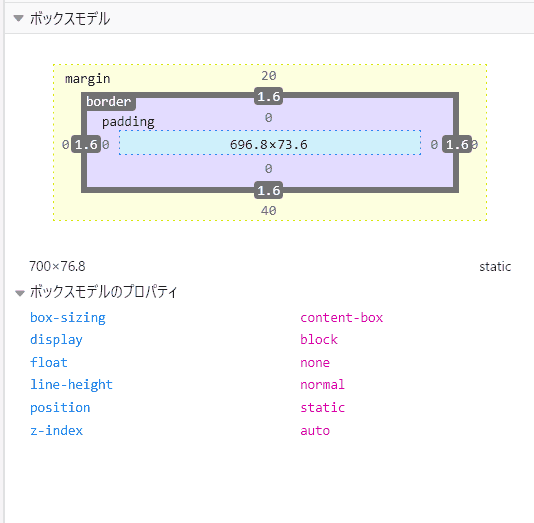 ボックスモデル
margin
20
border
1.6
padding
0
0 1.6 0 696.8×73.6 0 1.6 0
0
1.6
40
700×76.8 static
ボックスモデルのプロパティ
box-sizing content-box
display block
float none
line-height normal
position static
z-index auto